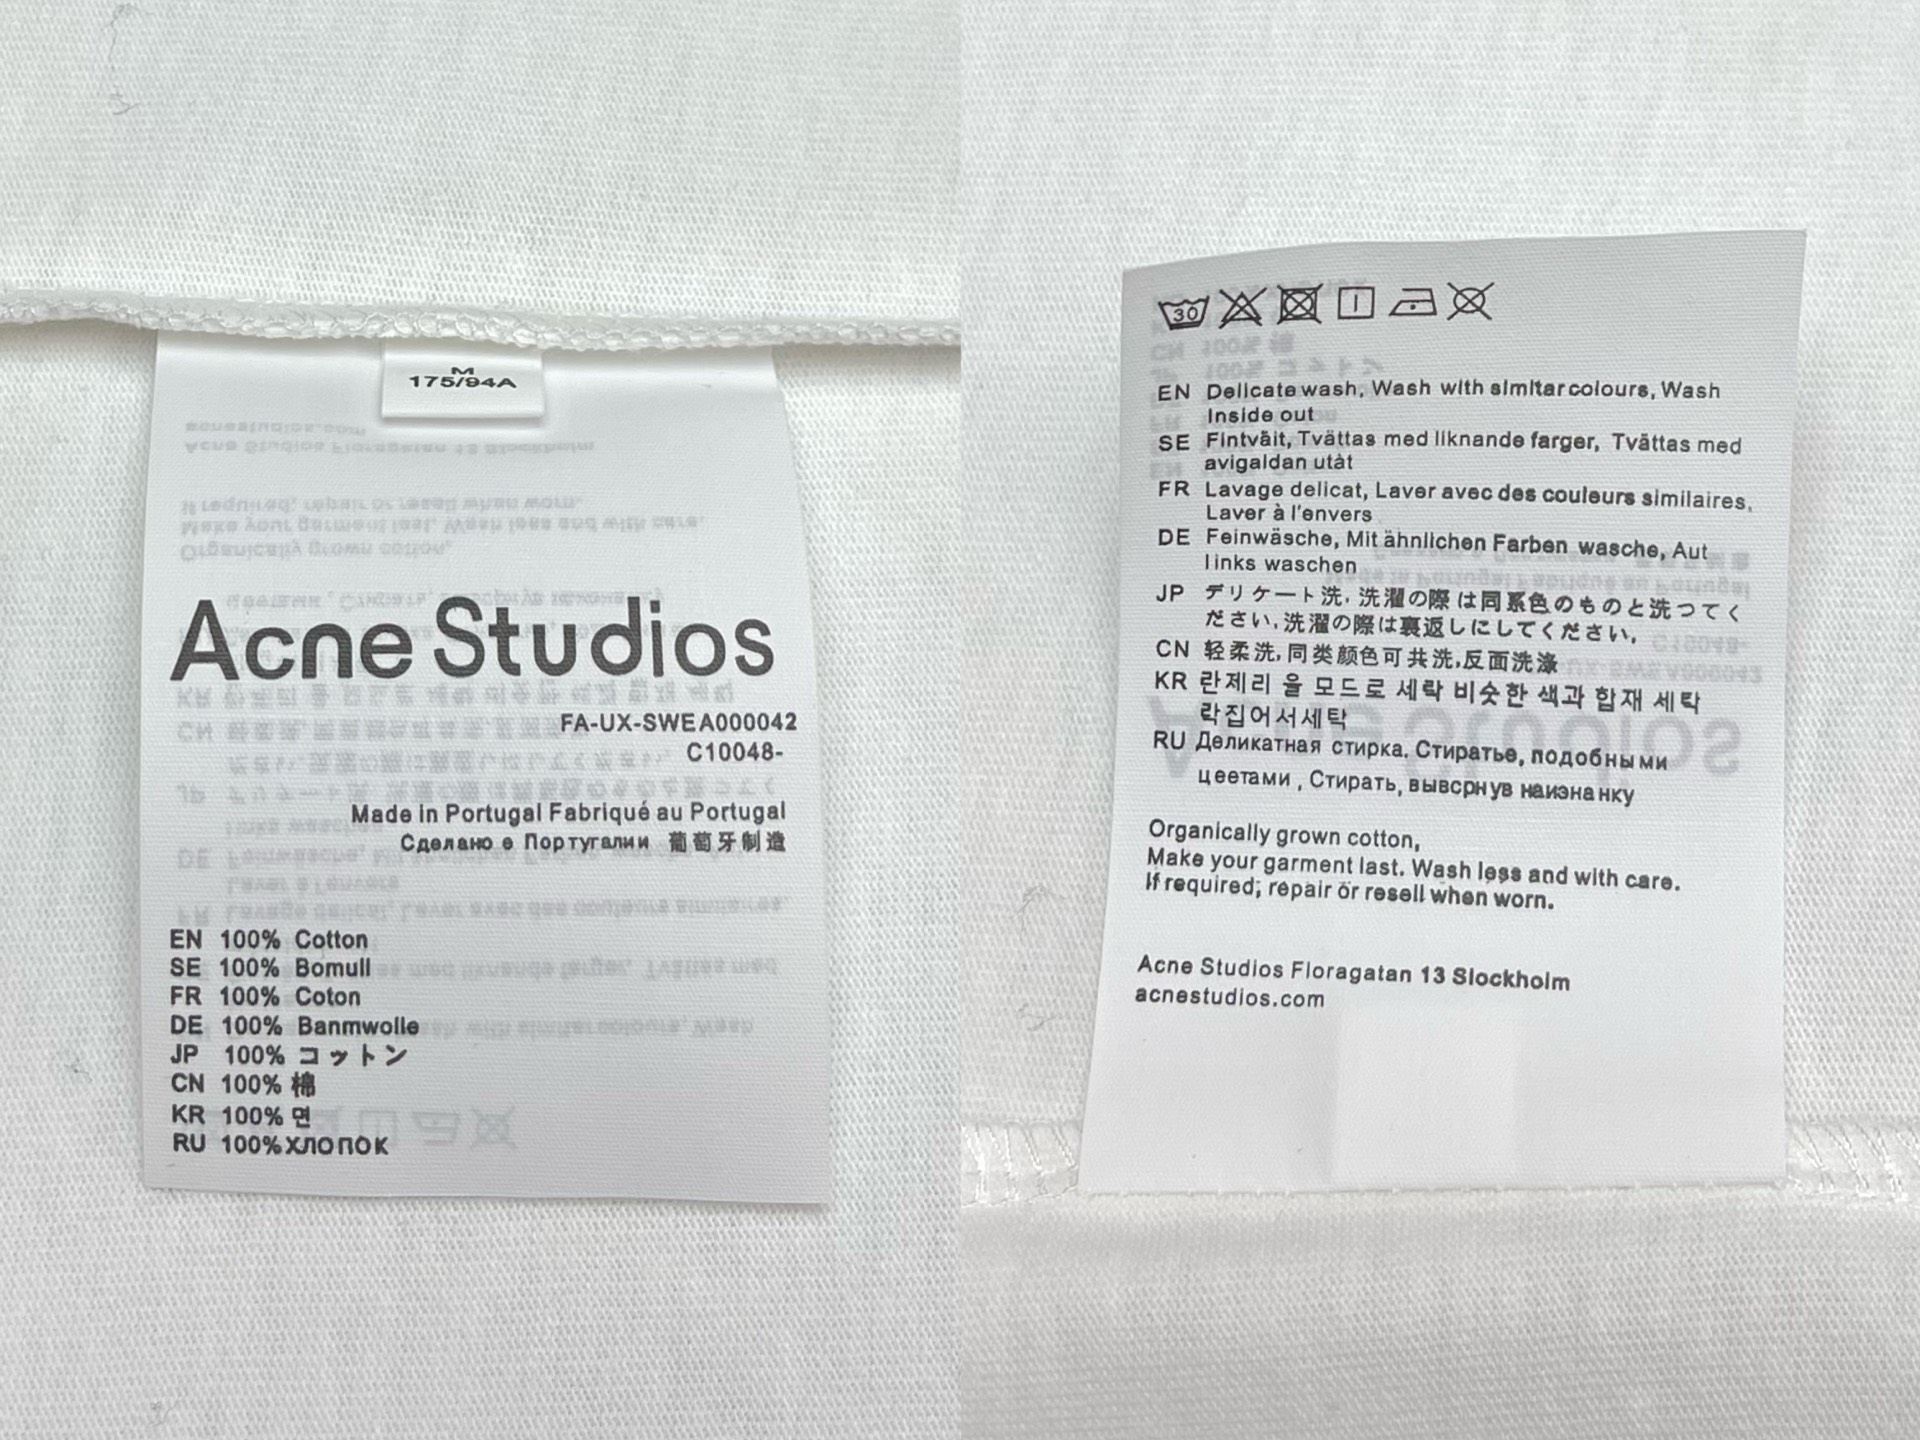 M
175/94A
Acne Studios
FA-UX-SWEA000042
C10048-
Made in Portugal Fabriqué au Portugal
Сделано в Португалии 葡萄牙制造
EN 100% Cotton
SE 100% Bomull
FR 100% Coton
DE 100% Banmwolle
JP 100% コットン
CN 100% 棉
KR 100% 면
RU 100% ХЛОПОК
30
EN Delicate wash, Wash with simltar colours, Wash
Inside out
SE Fintväit, Tvättas med liknande farger, Tvättas med
avigaldan utàt
FR Lavage delicat, Laver avec des couleurs similaires,
Laver à l'envers
DE Feinwäsche, Mit ähnlichen Farben wasche, Aut
links waschen
JP デリケート洗, 洗濯の際は同系色のものと洗つてく
ださい, 洗濯の際は裏返しにしてください,
CN 轻柔洗, 同类颜色可共洗, 反面洗涤
KR 란제리 울 모드로 세락 비슷한 색과 합재 세탁
락집어서세탁
RU Деликатная стирка, Стиратье, подобными
цеетами, Стирать, вывсрнув наизнанку
Organically grown cotton,
Make your garment last. Wash less and with care.
If required; repair or resell when worn.
Acne Studios Floragatan 13 Slockholm
acnestudios.com